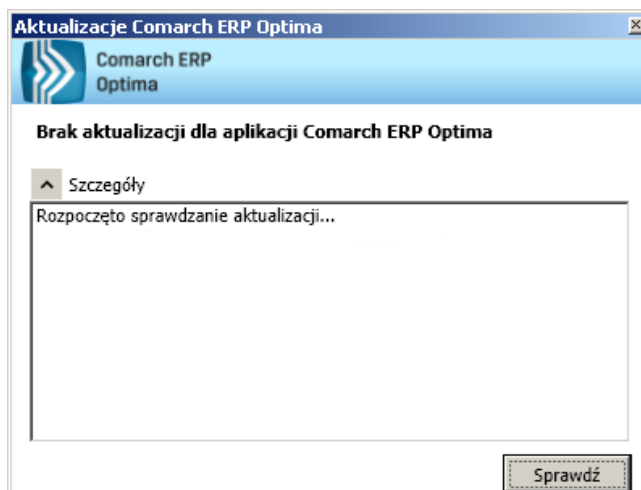 Aktualizacje Comarch ERP Optima
Comarch ERP
Optima
Brak aktualizacji dla aplikacji Comarch ERP Optima
Szczegóły
Rozpoczęto sprawdzanie aktualizacji...
Sprawdź